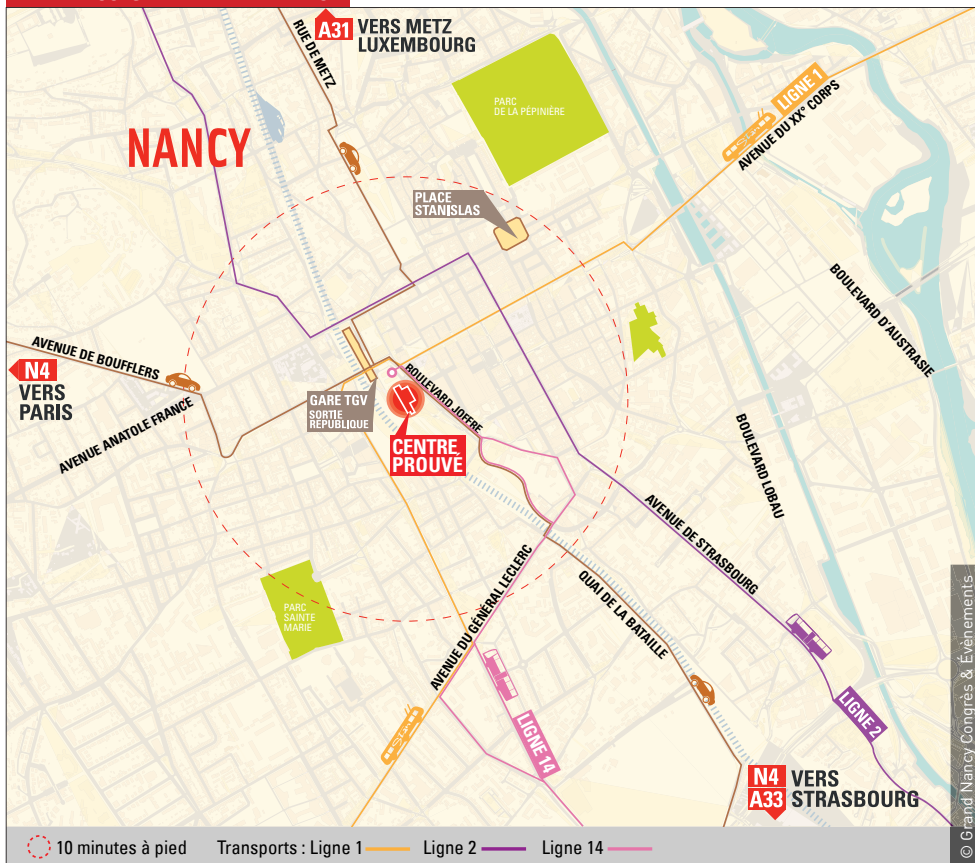 A31 VERS METZ
LUXEMBOURG
RUE DE METZ
NANCY
PARC
DE LA PÉPINIÈRE
LIGNE 1
AVENUE DU XX° CORPS
PLACE
STANISLAS
BOULEVARD D'AUSTRASIE
AVENUE DE BOUFFLERS
N4
VERS
PARIS
AVENUE ANATOLE FRANCE
GARE TGV
SORTIE
RÉPUBLIQUE
BOULEVARD JOFFRE
CENTRE
PROUVÉ
BOULEVARD LOBAU
AVENUE DE STRASBOURG
QUAI DE LA BATAILLE
AVENUE DU GÉNÉRAL LECLERC
PARC
SAINTE
MARIE
LIGNE 14
LIGNE 2
N4 VERS
A33 STRASBOURG
© Grand Nancy Congrès & Évènements
10 minutes à pied Transports : Ligne 1 Ligne 2 Ligne 14